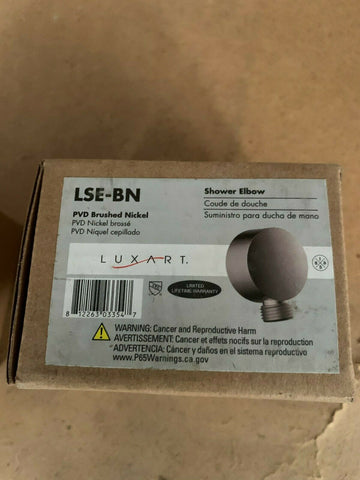 LSE-BN
PVD Brushed Nickel
PVD Nickel brossé
PVD Níquel cepillado
Shower Elbow
Coude de douche
Suministro para ducha de mano
LUXART.
LIMITED
LIFETIME WARRANTY
8 12263 03354 7
WARNING: Cancer and Reproductive Harm
AVERTISSEMENT: Cancer et effets nocifs sur la reproduction
ADVERTENCIA: Cáncer y daños en el sistema reproductivo
www.P65Warnings.ca.gov